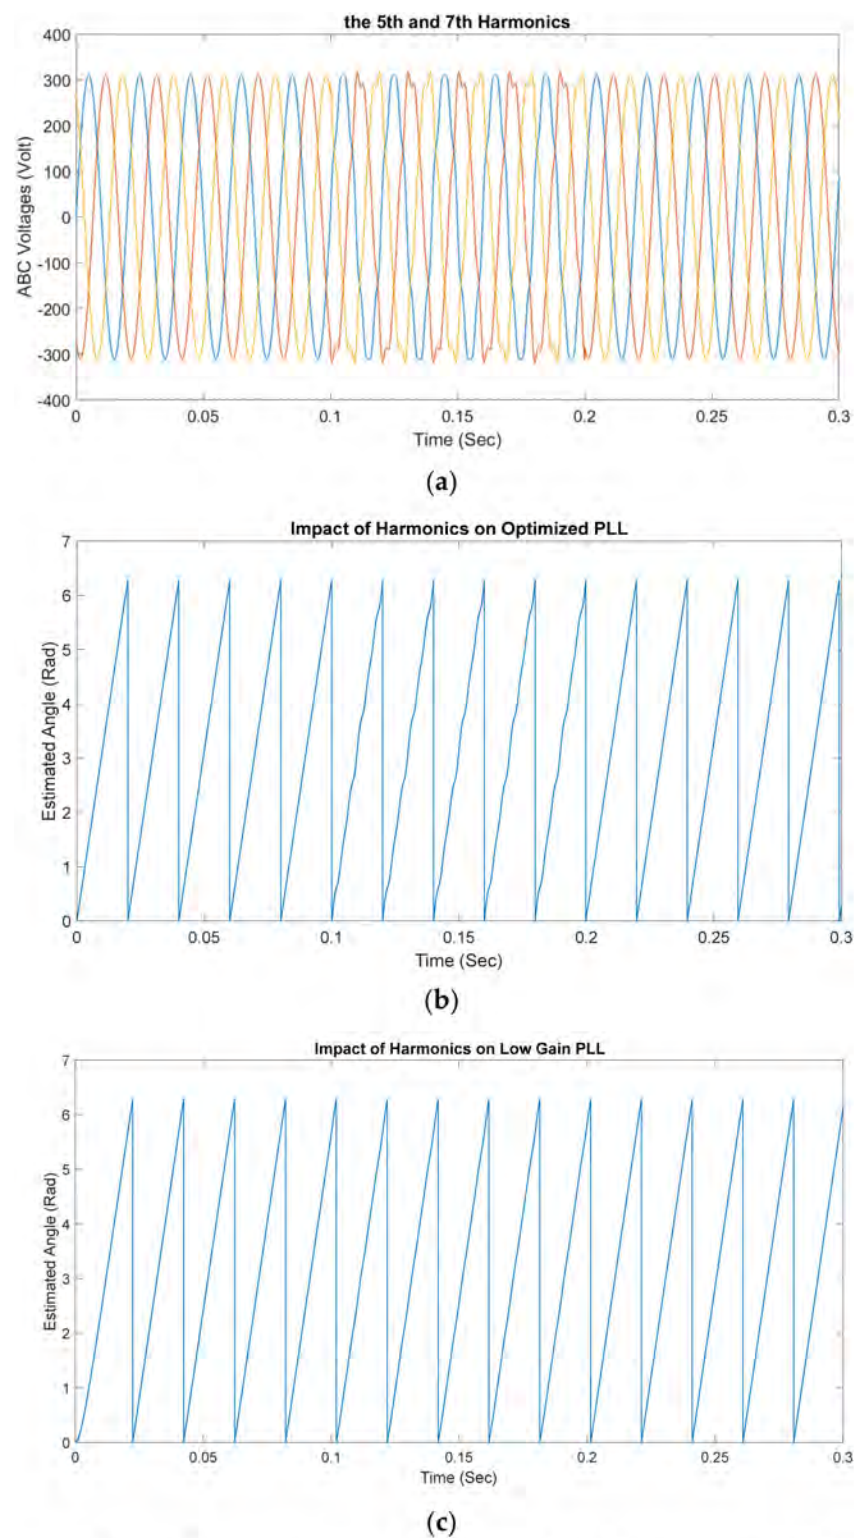 the 5th and 7th Harmonics
400
300
200
100
0
-100
-200
-300
-400
ABC Voltages (Volt)
0 0.05 0.1 0.15 0.2 0.25 0.3
Time (Sec)
(a)
Impact of Harmonics on Optimized PLL
7
6
5
4
3
2
1
0
Estimated Angle (Rad)
0 0.05 0.1 0.15 0.2 0.25 0.3
Time (Sec)
(b)
Impact of Harmonics on Low Gain PLL
7
6
5
4
3
2
1
0
Estimated Angle (Rad)
0 0.05 0.1 0.15 0.2 0.25 0.3
Time (Sec)
(c)